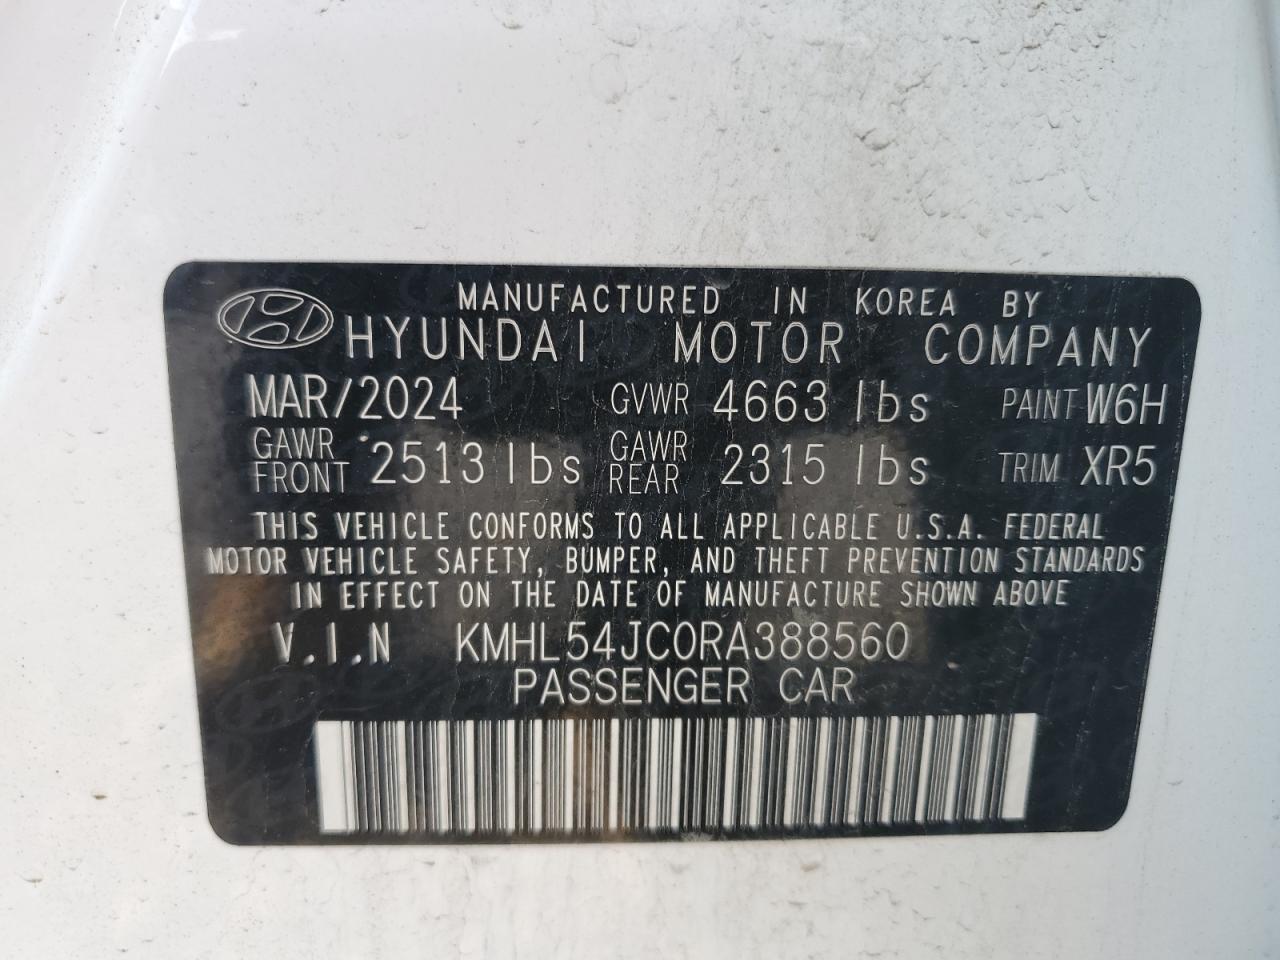 MANUFACTURED IN KOREA BY
HYUNDAI MOTOR COMPANY
MAR/2024 GVWR 4663 lbs PAINT W6H
GAWR FRONT 2513 lbs GAWR REAR 2315 lbs TRIM XR5
THIS VEHICLE CONFORMS TO ALL APPLICABLE U.S.A. FEDERAL
MOTOR VEHICLE SAFETY, BUMPER, AND THEFT PREVENTION STANDARDS
IN EFFECT ON THE DATE OF MANUFACTURE SHOWN ABOVE
V.I.N KMHL54JC0RA388560
PASSENGER CAR